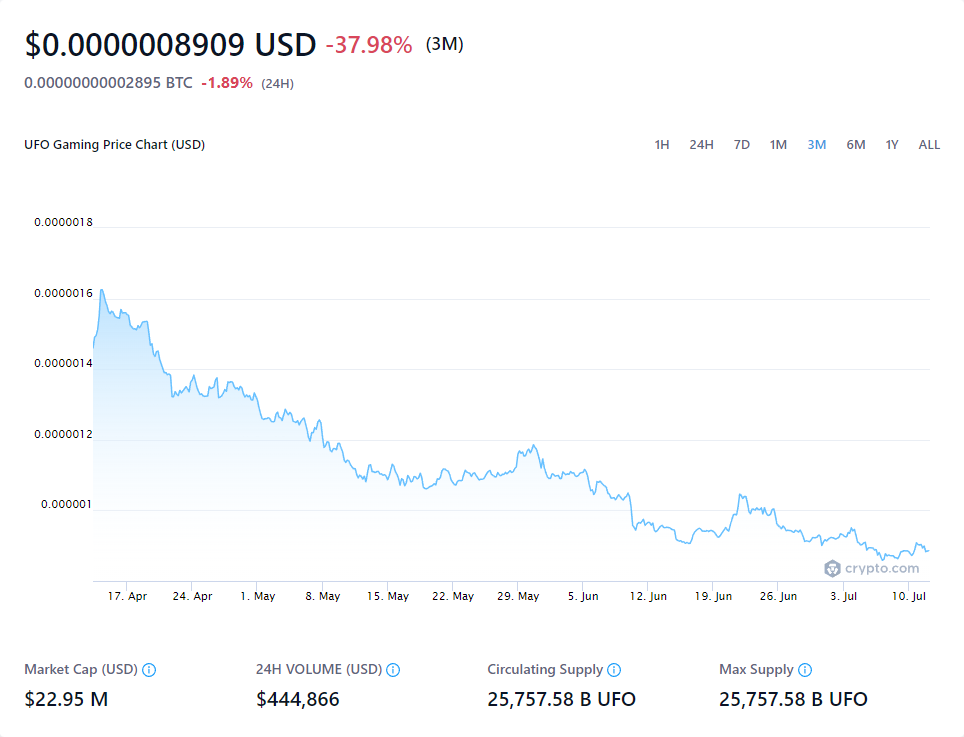 $0.0000008909 USD -37.98% (3M)
0.00000000002895 BTC -1.89% (24H)
UFO Gaming Price Chart (USD) 1H 24H 7D 1M 3M 6M 1Y ALL
0.0000018
0.0000016
0.0000014
0.0000012
0.000001
crypto.com
17. Apr 24. Apr 1. May 8. May 15. May 22. May 29. May 5. Jun 12. Jun 19. Jun 26. Jun 3. Jul 10. Jul
Market Cap (USD) 24H VOLUME (USD) Circulating Supply Max Supply
$22.95 M $444,866 25,757.58 B UFO 25,757.58 B UFO